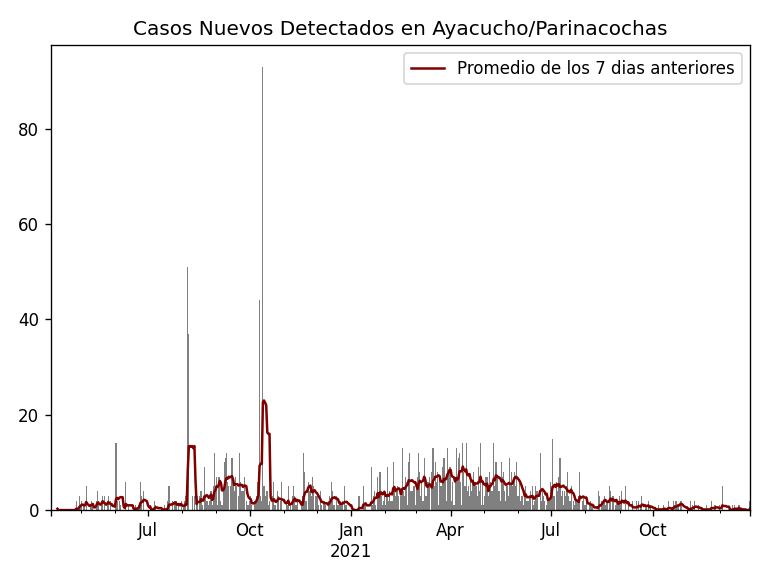 Casos Nuevos Detectados en Ayacucho/Parinacochas
Promedio de los 7 dias anteriores
80
60
40
20
0
Jul
Oct
Jan
2021
Apr
Jul
Oct